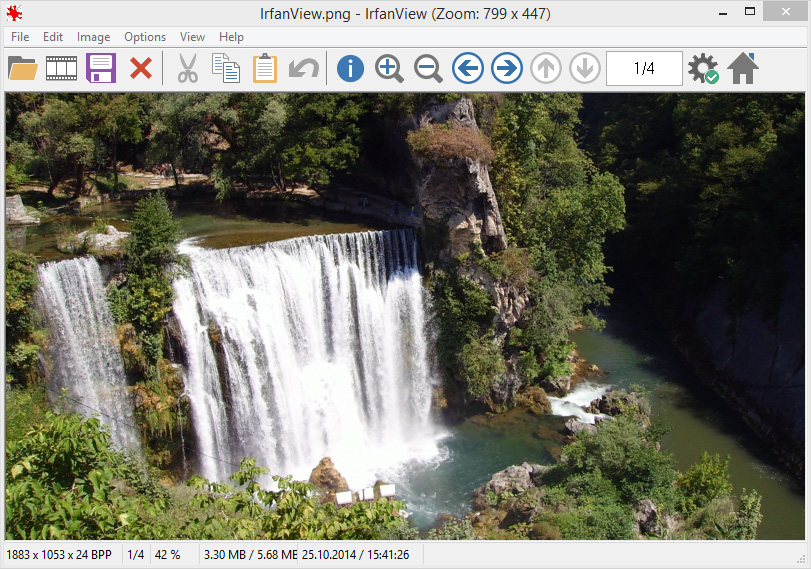 IrfanView.png - IrfanView (Zoom: 799 x 447)
File Edit Image Options View Help
1/4
1883 x 1053 x 24 BPP 1/4 42 % 3.30 MB / 5.68 MB 25.10.2014 / 15:41:26